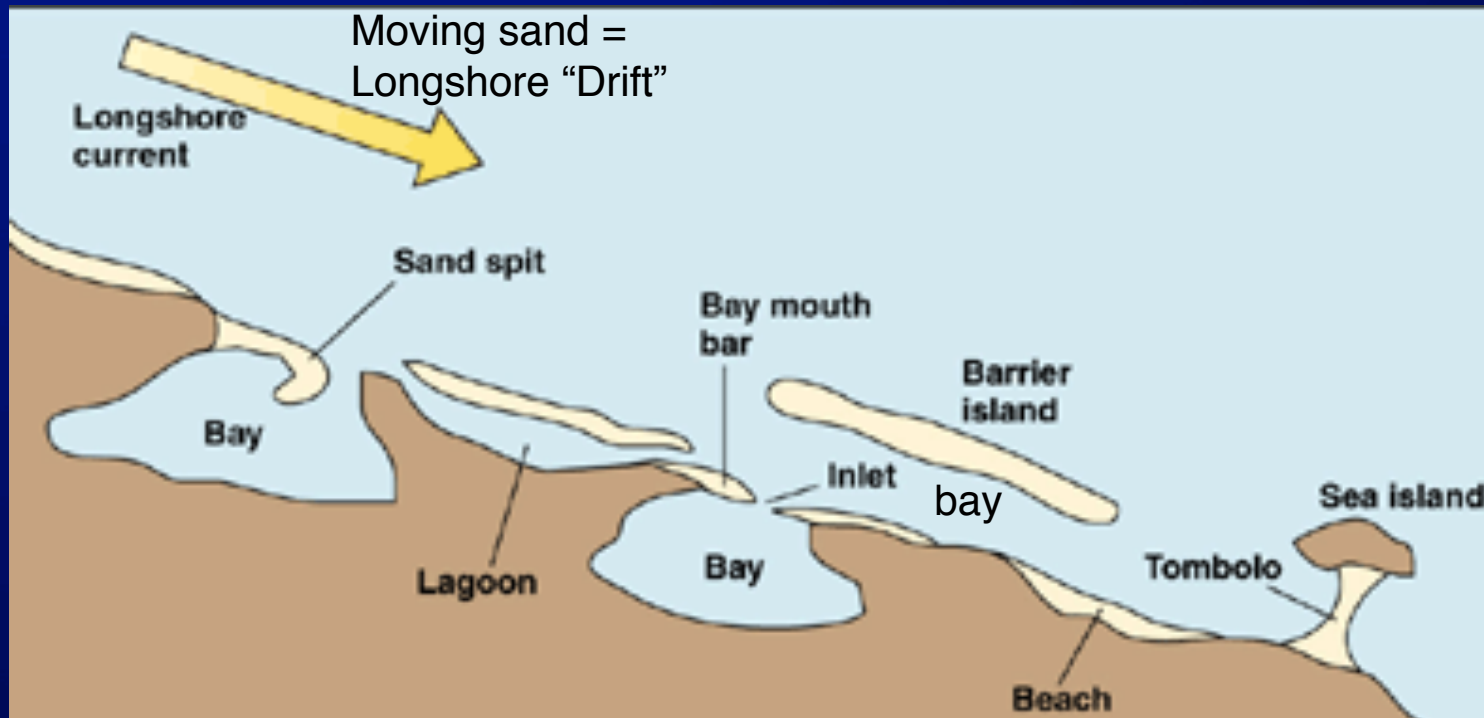 Moving sand =
Longshore “Drift”
Longshore
current
Sand spit
Bay mouth
bar
Barrier
island
Bay
Inlet
bay
Sea island
Lagoon
Bay
Tombolo
Beach